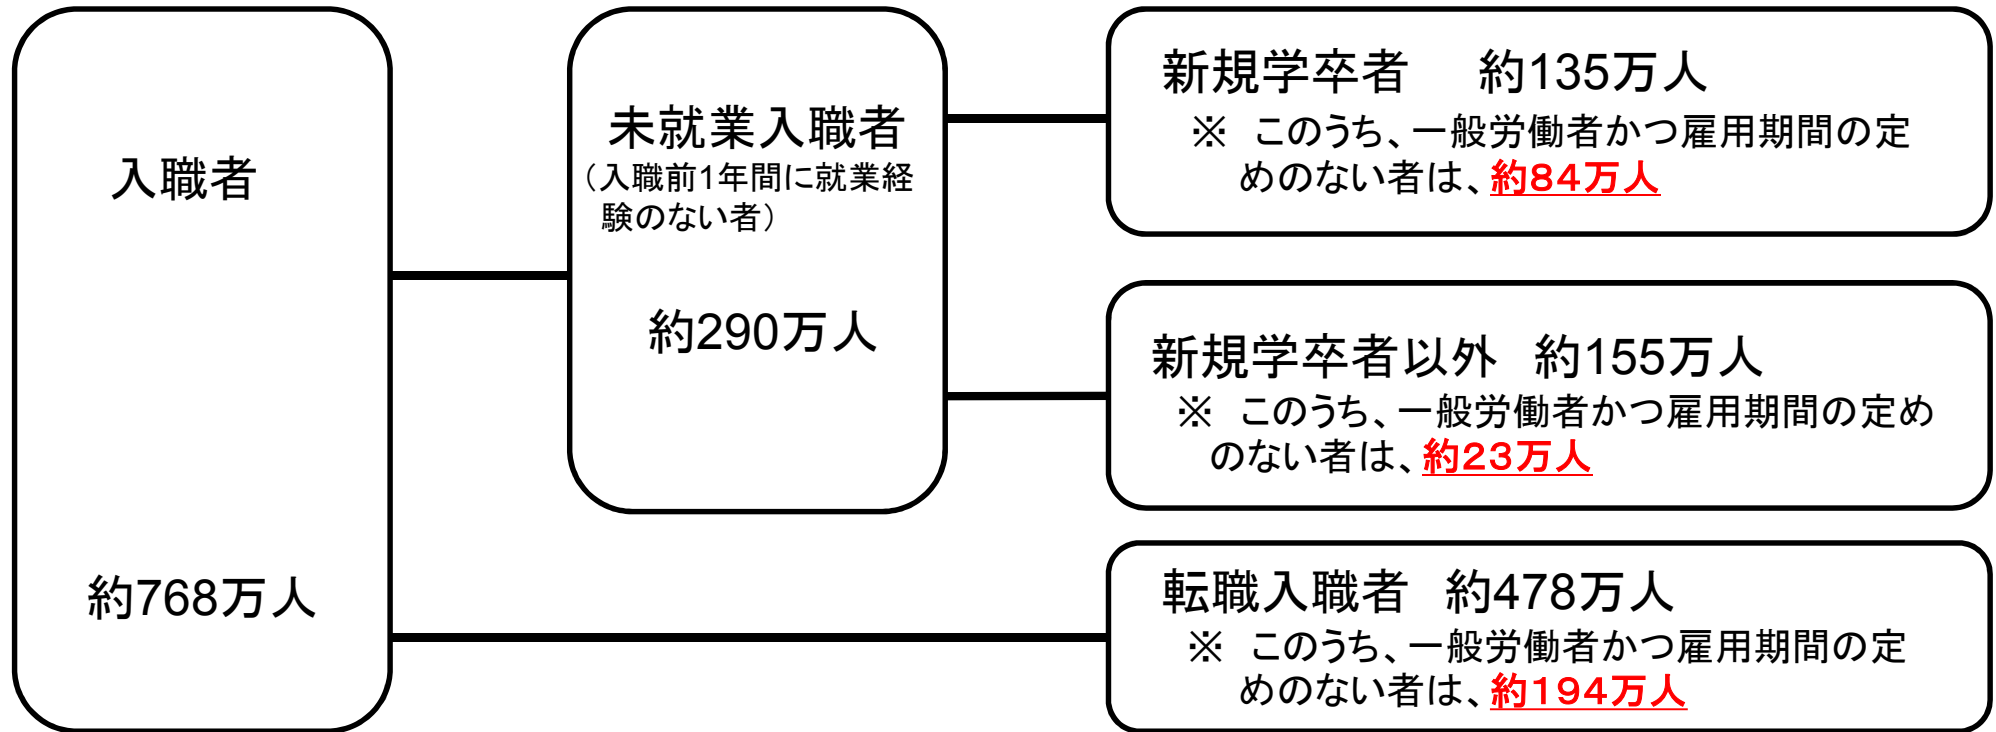 入職者
約768万人
未就業入職者
（入職前1年間に就業経
験のない者）
約290万人
新規学卒者　約135万人
※　このうち、一般労働者かつ雇用期間の定
めのない者は、約84万人
新規学卒者以外　約155万人
※　このうち、一般労働者かつ雇用期間の定め
のない者は、約23万人
転職入職者　約478万人
※　このうち、一般労働者かつ雇用期間の定
めのない者は、約194万人